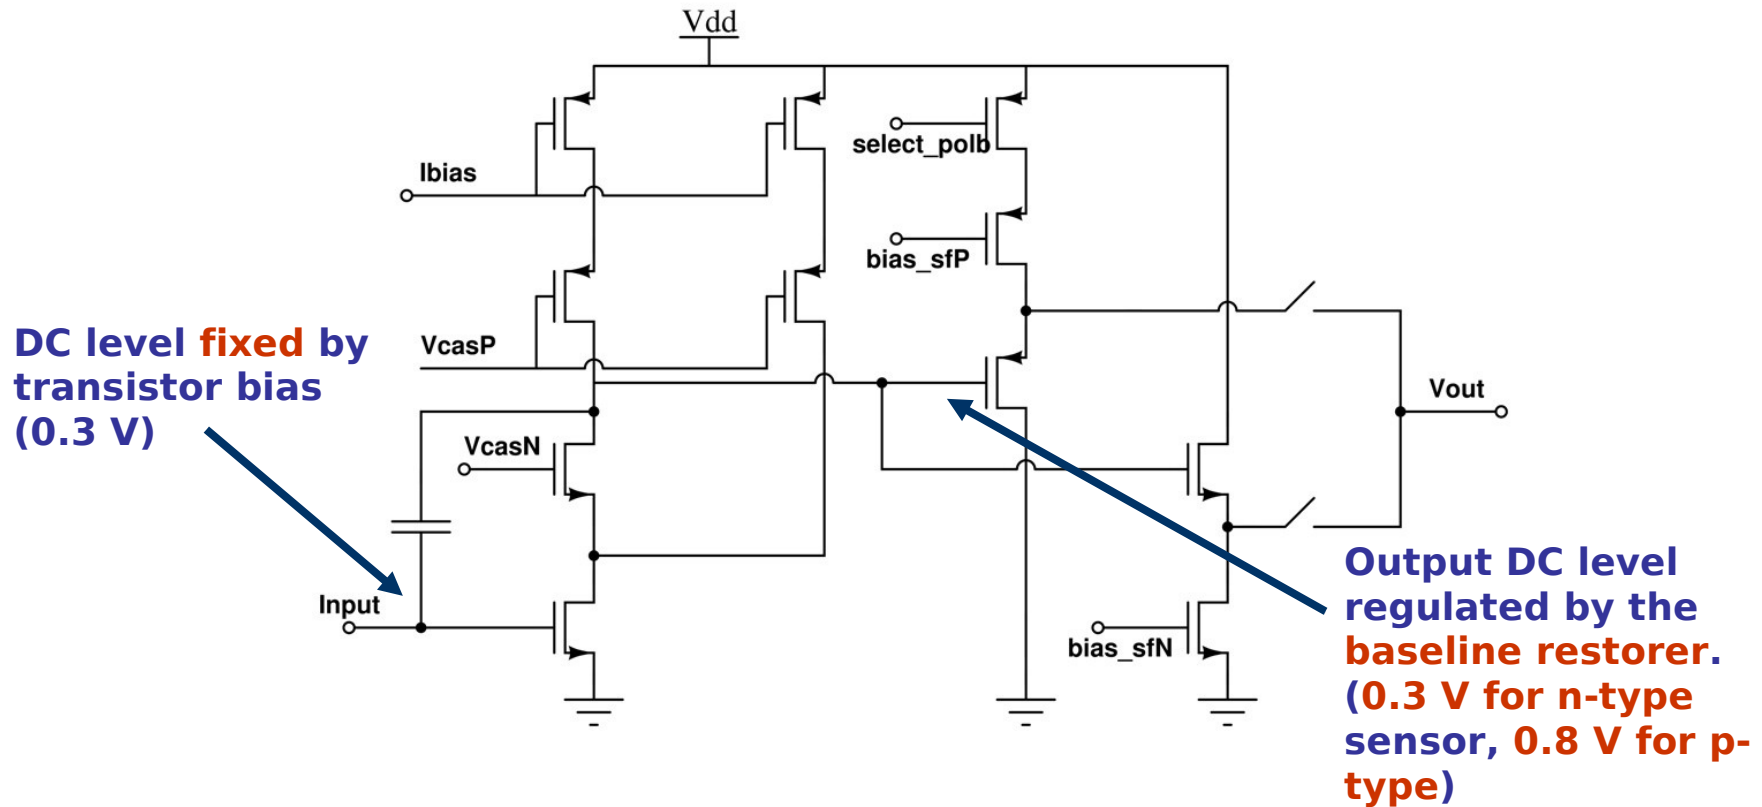 Vdd
select_polb
Ibias
bias_sfP
DC level fixed by
transistor bias
(0.3 V)
VcasP
Vout
VcasN
Input
bias_sfN
Output DC level
regulated by the
baseline restorer.
(0.3 V for n-type
sensor, 0.8 V for p-
type)